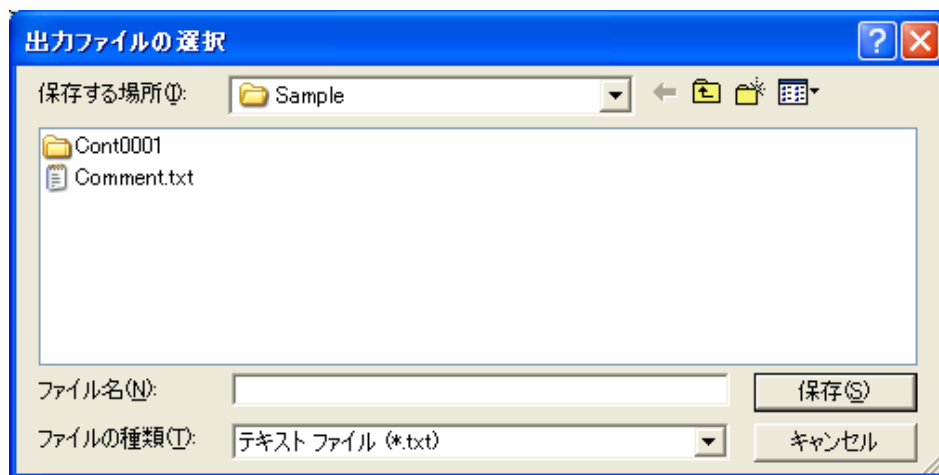 出力ファイルの選択
保存する場所(I): Sample
Cont0001
Comment.txt
ファイル名(N): 保存(S)
ファイルの種類(T): テキスト ファイル (*.txt) キャンセル